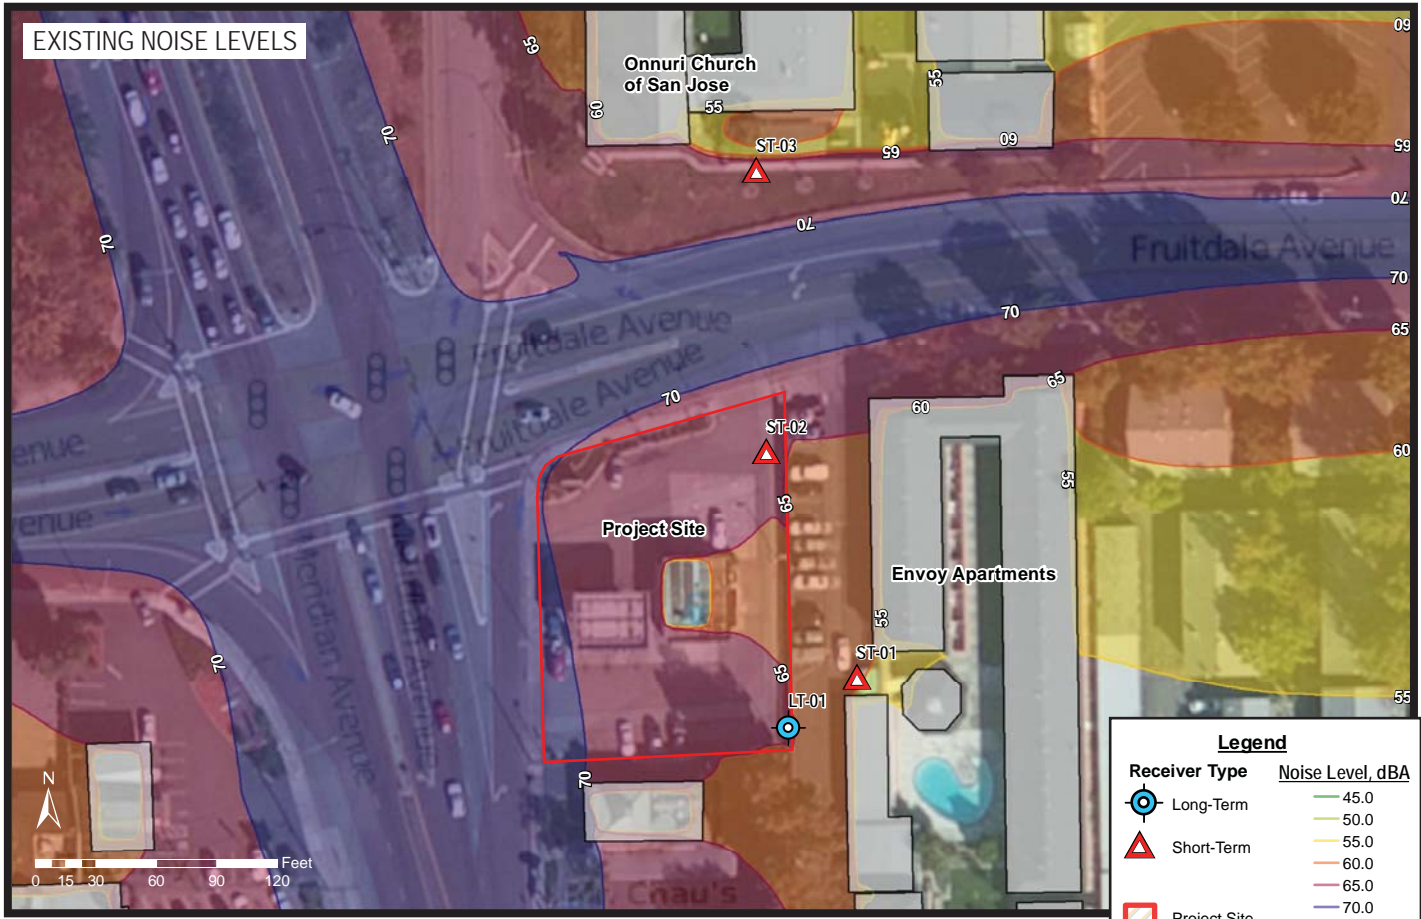 EXISTING NOISE LEVELS
65
60
Onnuri Church
of San Jose
55
60
55
70
ST-03
65
60
65
70
70
70
Fruitdale Avenue
70
70
Fruitdale Avenue
65
Fruitdale Avenue
70
65
60
ST-02
60
venue
55
65
Project Site
venue
Envoy Apartments
Meridian Avenue
55
70
ST-01
65
LT-01
55
70
N
Feet
0 15 30 60 90 120
Chau's
Legend
Receiver Type
Noise Level, dBA
Long-Term
Short-Term
Project Site
45.0
50.0
55.0
60.0
65.0
70.0